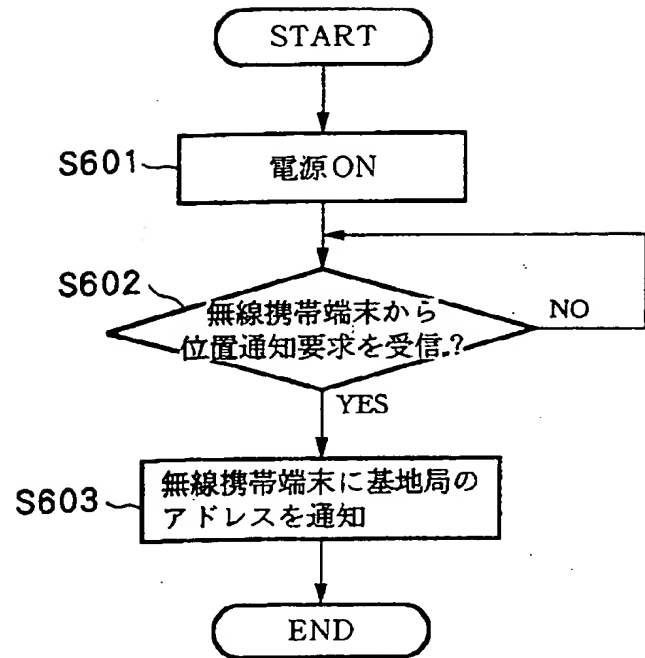 START
S601
電源ON
S602
無線携帯端末から
位置通知要求を受信?
NO
YES
S603
無線携帯端末に基地局の
アドレスを通知
END